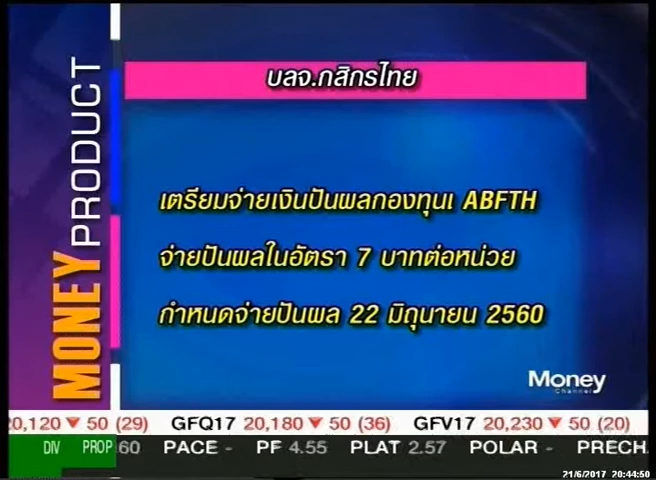 MONEY PRODUCT
บลจ.กสิกรไทย
เตรียมจ่ายเงินปันผลกองทุนเ ABFTH
จ่ายปันผลในอัตรา 7 บาทต่อหน่วย
กำหนดจ่ายปันผล 22 มิถุนายน 2560
Money
Channel
20,120 ▼ 50 (29) GFQ17 20,180 ▼ 50 (36) GFV17 20,230 ▼ 50 (20)
DIV PROP :60 PACE - PF 4.55 PLAT 2.57 POLAR - PRECH
21/6/2017 20:44:50